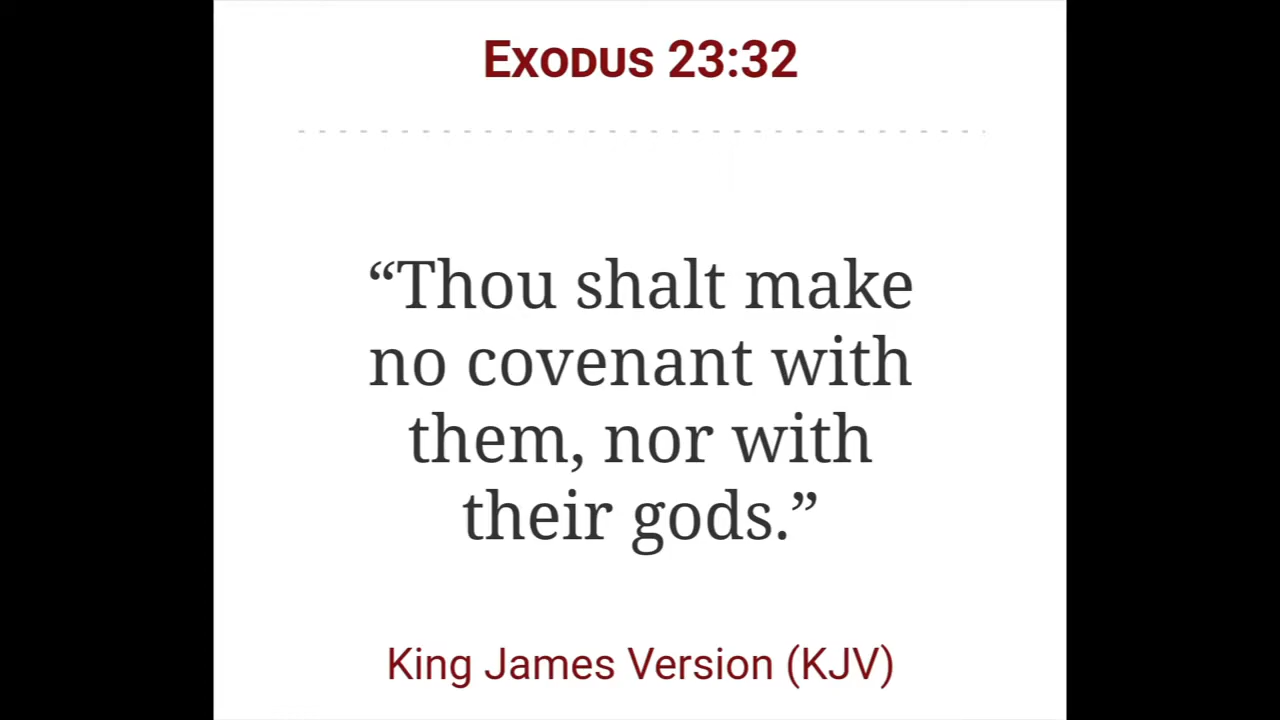 Exodus 23:32
“Thou shalt make
no covenant with
them, nor with
their gods.”
King James Version (KJV)